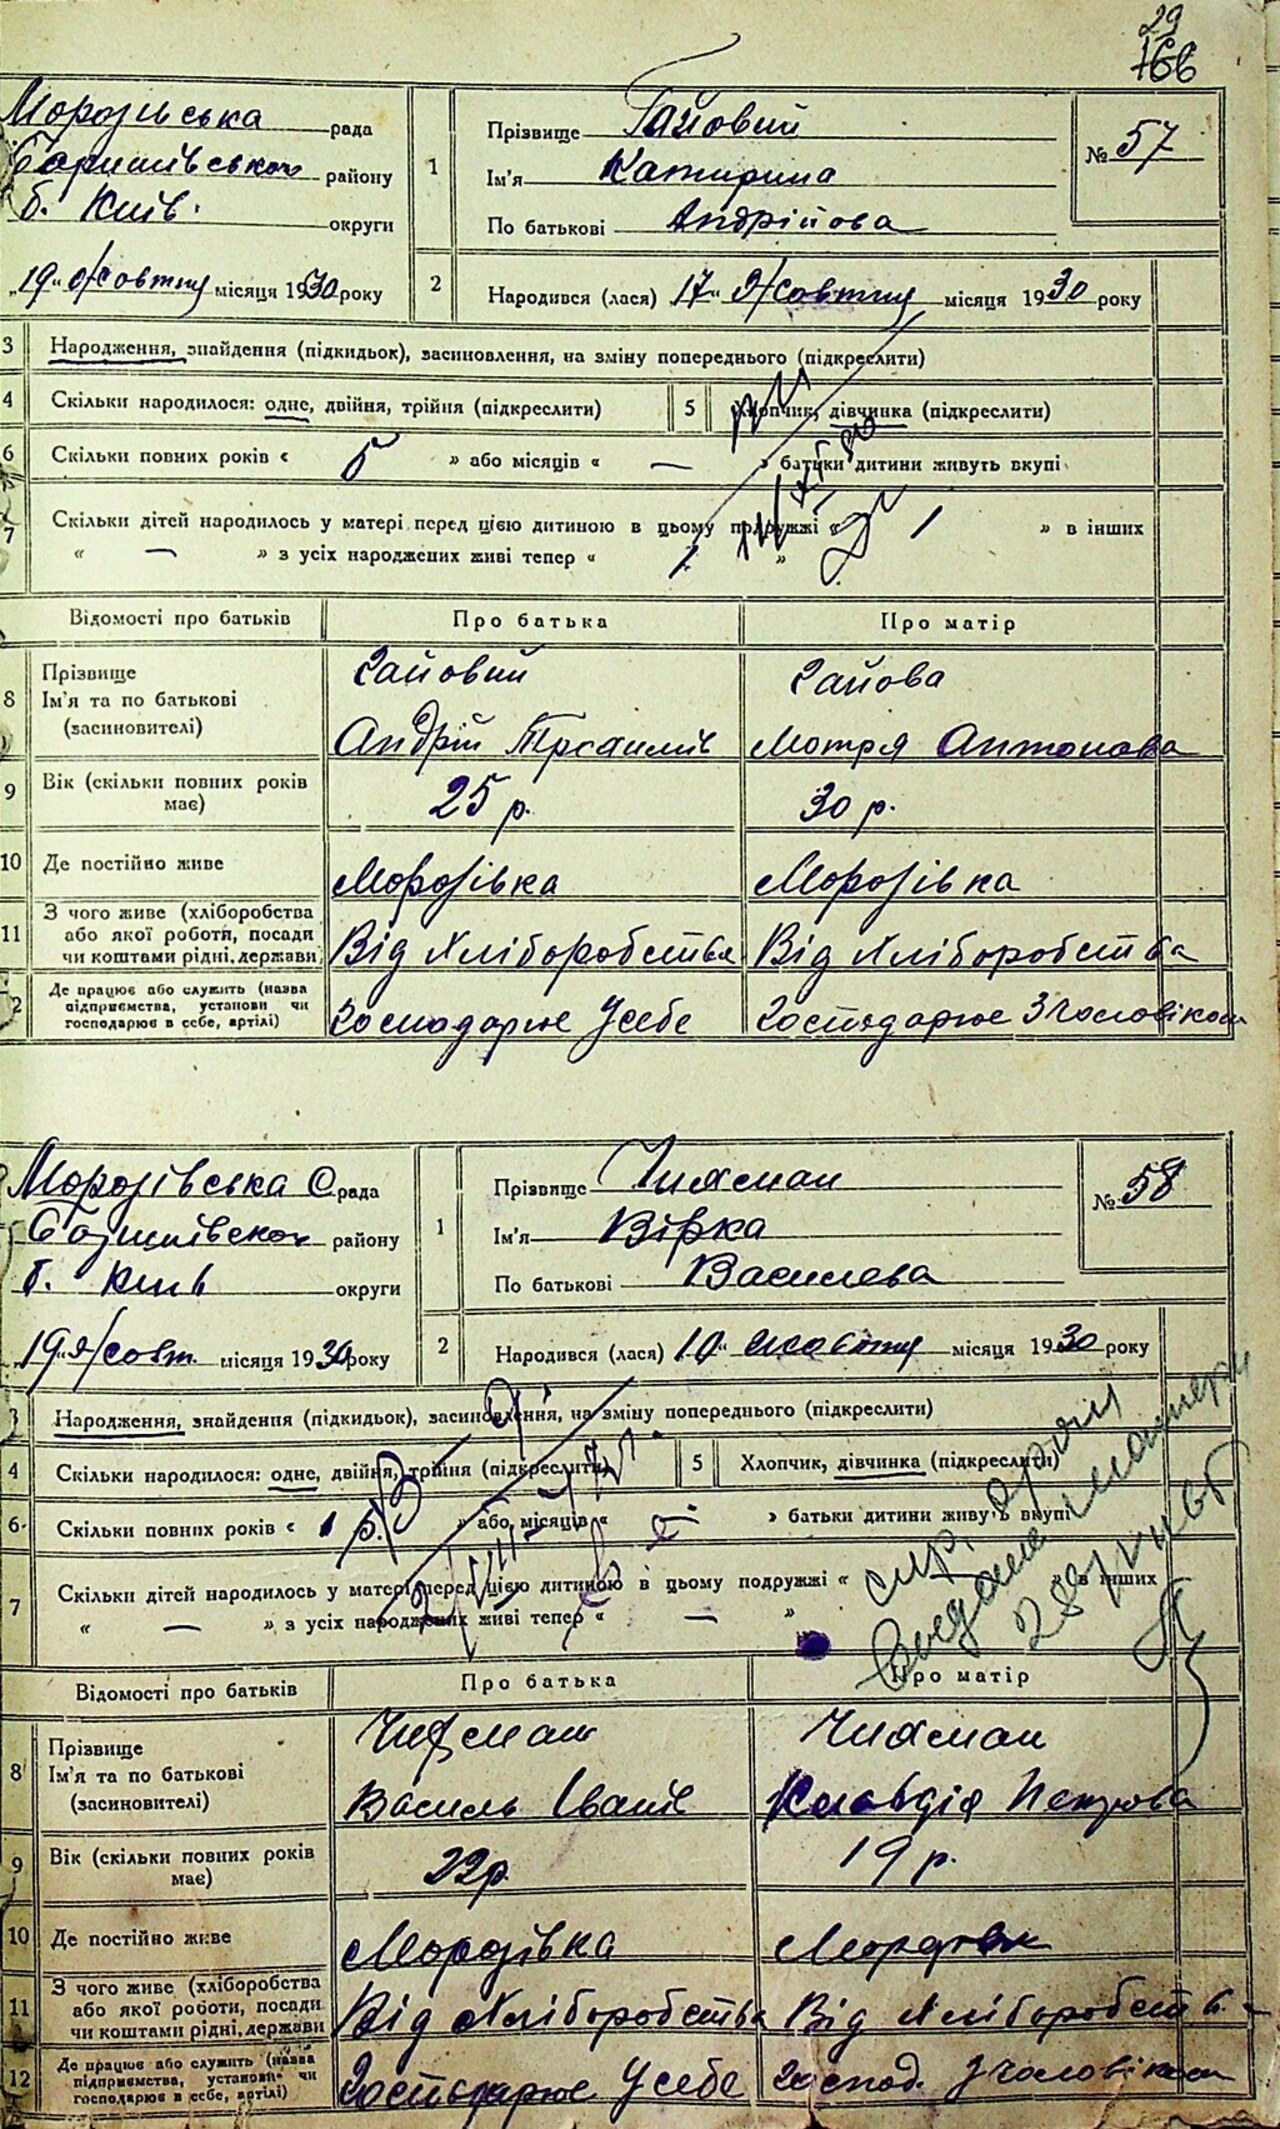 29
166
Морозівська рада
Баришівського району
б. Київ. округи
„19“ Жовтня місяця 1930 року
1
Прізвище Гайовий
Ім'я Катирина
По батькові Андрійова
№ 57
2
Народився (лася) 17“ Жовтня місяця 1930 року
3 Народження, знайдення (підкидьок), засиновлення, на зміну попереднього (підкреслити)
4 Скільки народилося: одне, двійня, трійня (підкреслити)
5 Хлопчик, дівчинка (підкреслити)
6 Скільки повних років « 5 » або місяців « — » батьки дитини живуть вкупі
7 Скільки дітей народилось у матері перед цією дитиною в цьому подружжі « 1 » в інших
« — » з усіх народжених живі тепер « 1 »
Відомості про батьків Про батька Про матір
8 Прізвище
Ім'я та по батькові
(засиновителі)
Гайовий
Андрій
Гайова
Мотря Антонова
9 Вік (скільки повних років має) 25 р. 30 р.
10 Де постійно живе Морозівка Морозівка
11 З чого живе (хліборобства
або якої роботи, посади
чи коштами рідні, держави)
Від Хліборобства Від Хліборобства
2 Де працює або служить (назва
підприємства, установи чи
господарює в себе, артілі)
Господарює Усебе Господарює Зчоловіком
Морозівська С рада
району
б. Київ округи
„19“ Жовт. місяця 1930 року
1
Прізвище Чихман
Ім'я Вірка
По батькові Василева
№ 58
2
Народився (лася) 10“ Жовтня місяця 1930 року
3 Народження, знайдення (підкидьок), засиновлення, на зміну попереднього (підкреслити)
4 Скільки народилося: одне, двійня, трійня (підкреслити)
5 Хлопчик, дівчинка (підкреслити)
6 Скільки повних років « 1 р. » або місяців « — » батьки дитини живуть вкупі
7 Скільки дітей народилось у матері перед цією дитиною в цьому подружжі « » в інших
« — » з усіх народжених живі тепер « — »
Відомості про батьків Про батька Про матір
8 Прізвище
Ім'я та по батькові
(засиновителі)
Чихман
Василь Іванів
Чихман
Клавдія Петрова
9 Вік (скільки повних років має) 22р. 19 р.
10 Де постійно живе Морозівка
11 З чого живе (хліборобства
або якої роботи, посади
чи коштами рідні, держави
Від Хліборобства Від Хліборобств
12 Де працює або служить (назва
підприємства, установи чи
господарює в себе, артілі)
Господарює Усебе Господ. Зчоловіком